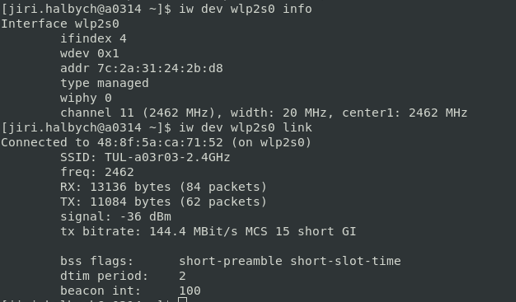 [jiri.halbych@a0314 ~]$ iw dev wlp2s0 info
Interface wlp2s0
ifindex 4
wdev 0x1
addr 7c:2a:31:24:2b:d8
type managed
wiphy 0
channel 11 (2462 MHz), width: 20 MHz, center1: 2462 MHz
[jiri.halbych@a0314 ~]$ iw dev wlp2s0 link
Connected to 48:8f:5a:ca:71:52 (on wlp2s0)
SSID: TUL-a03r03-2.4GHz
freq: 2462
RX: 13136 bytes (84 packets)
TX: 11084 bytes (62 packets)
signal: -36 dBm
tx bitrate: 144.4 MBit/s MCS 15 short GI
bss flags: short-preamble short-slot-time
dtim period: 2
beacon int: 100